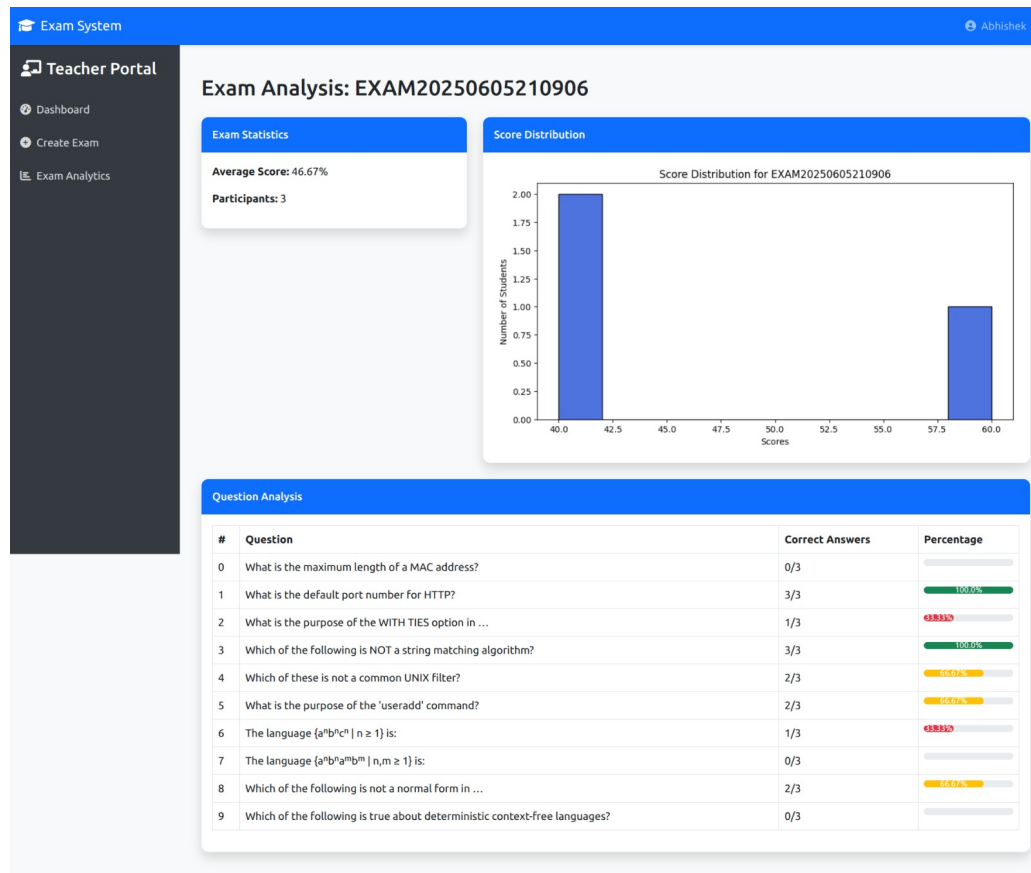 Exam System
Abhishek
Teacher Portal
Dashboard
Create Exam
Exam Analytics
Exam Analysis: EXAM20250605210906
Exam Statistics
Average Score: 46.67%
Participants: 3
Score Distribution
Score Distribution for EXAM20250605210906
2.00
1.75
1.50
1.25
1.00
0.75
0.50
0.25
0.00
Number of Students
40.0 42.5 45.0 47.5 50.0 52.5 55.0 57.5 60.0
Scores
Question Analysis
# Question Correct Answers Percentage
0 What is the maximum length of a MAC address? 0/3
1 What is the default port number for HTTP? 3/3 100.0%
2 What is the purpose of the WITH TIES option in ... 1/3 33.33%
3 Which of the following is NOT a string matching algorithm? 3/3 100.0%
4 Which of these is not a common UNIX filter? 2/3 66.67%
5 What is the purpose of the 'useradd' command? 2/3 66.67%
6 The language {aⁿbⁿcⁿ | n ≥ 1} is: 1/3 33.33%
7 The language {aⁿbⁿaᵐbᵐ | n,m ≥ 1} is: 0/3
8 Which of the following is not a normal form in ... 2/3 66.67%
9 Which of the following is true about deterministic context-free languages? 0/3